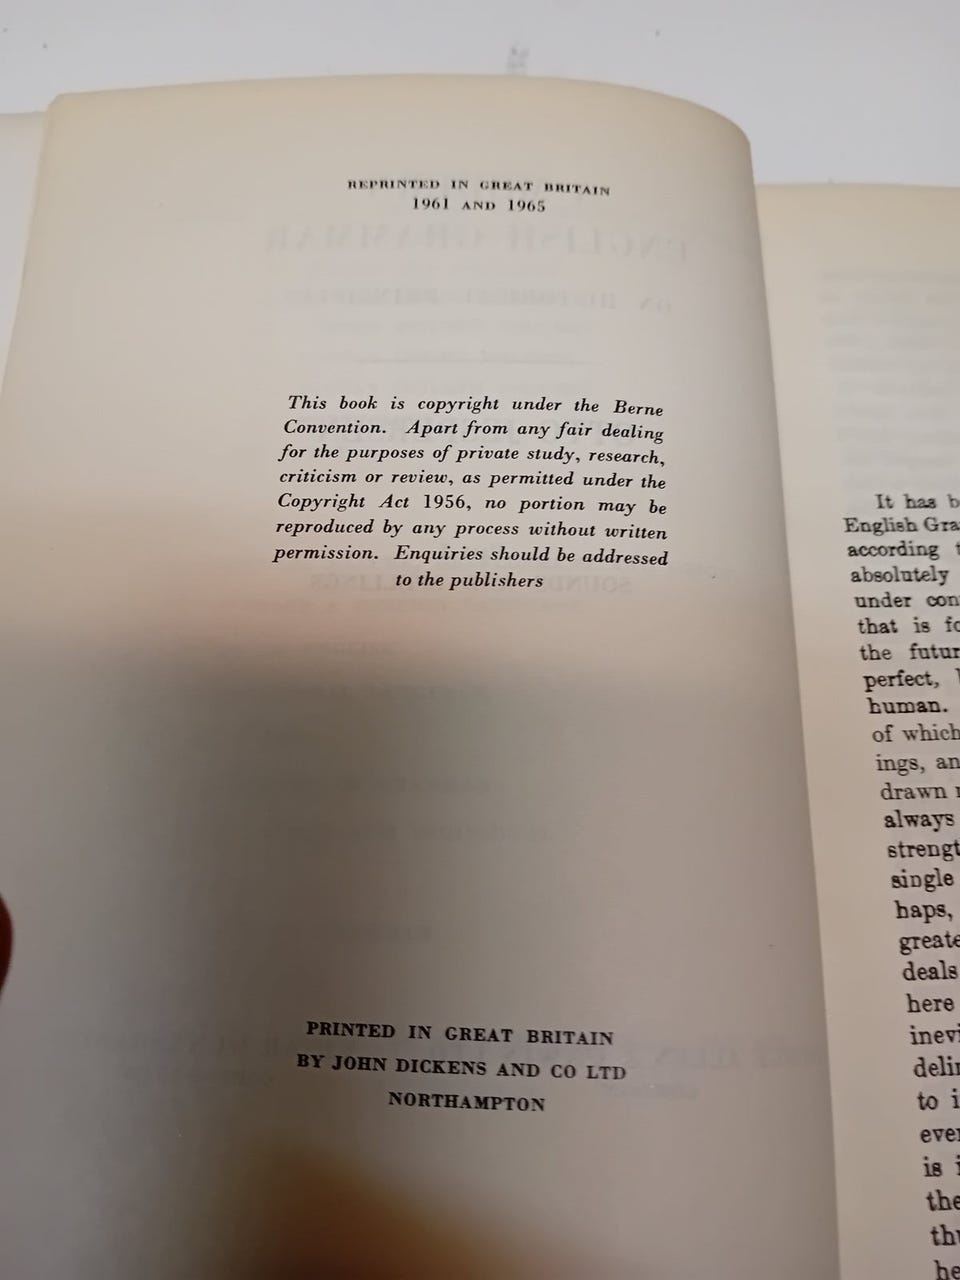 REPRINTED IN GREAT BRITAIN
1961 AND 1965
This book is copyright under the Berne
Convention. Apart from any fair dealing
for the purposes of private study, research,
criticism or review, as permitted under the
Copyright Act 1956, no portion may be
reproduced by any process without written
permission. Enquiries should be addressed
to the publishers
PRINTED IN GREAT BRITAIN
BY JOHN DICKENS AND CO LTD
NORTHAMPTON
It has
English
according
absolutely
under
that is
the
perfect,
human.
of which
ings,
drawn
always
single
haps,
deals
here
to
is